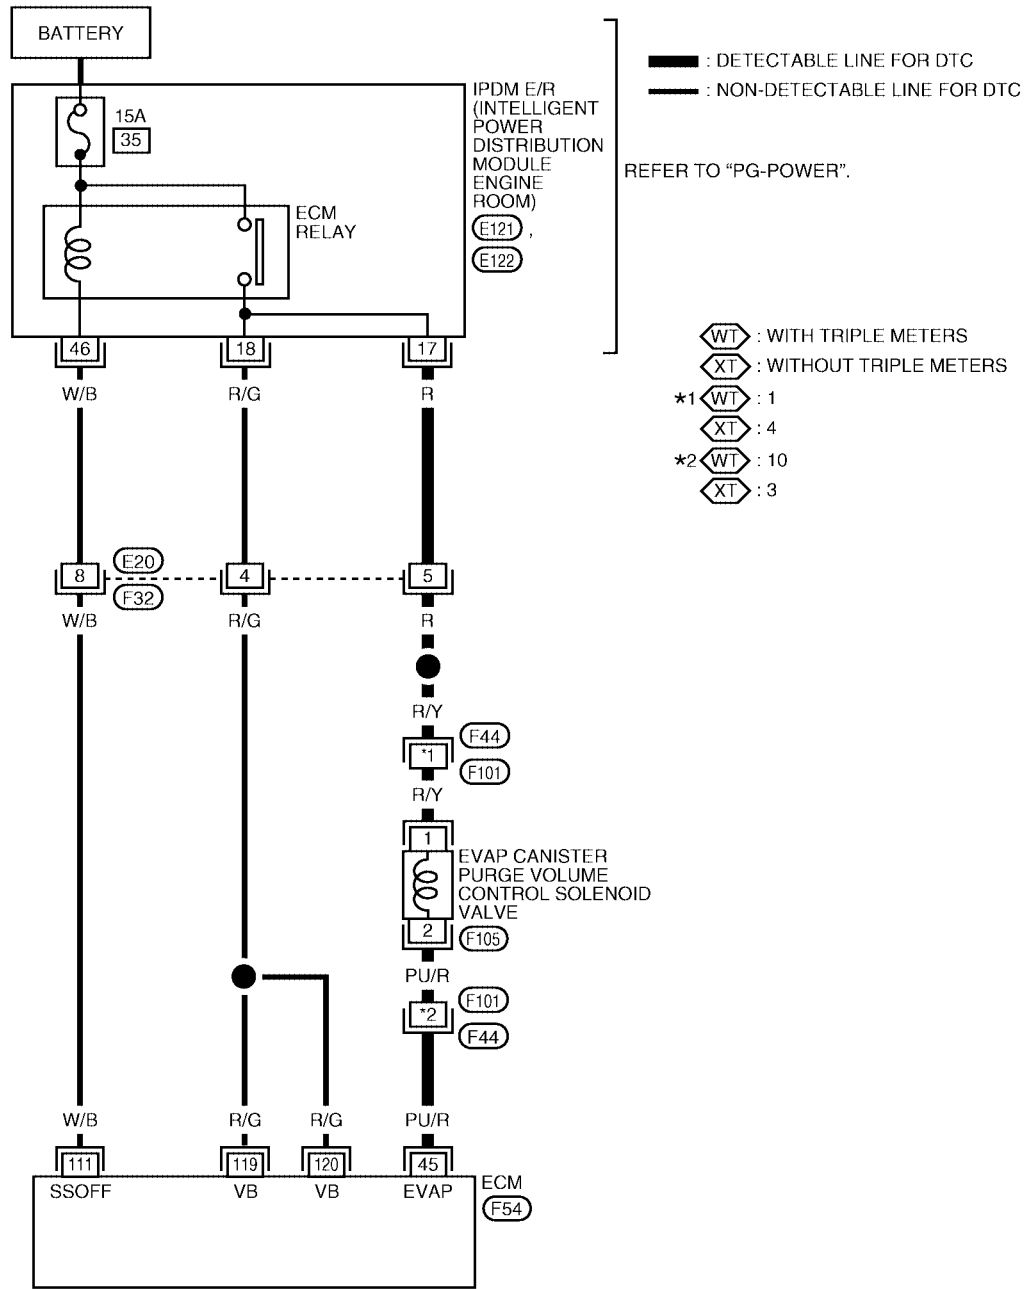 BATTERY
: DETECTABLE LINE FOR DTC
: NON-DETECTABLE LINE FOR DTC
15A
35
IPDM E/R
(INTELLIGENT
POWER
DISTRIBUTION
MODULE
ENGINE
ROOM)
E121 ,
E122
REFER TO “PG-POWER”.
ECM
RELAY
46 18 17
W/B R/G R
WT : WITH TRIPLE METERS
XT : WITHOUT TRIPLE METERS
*1 WT : 1
XT : 4
*2 WT : 10
XT : 3
E20
8 4 5
F32
W/B R/G R
R/Y
F44
*1
F101
R/Y
1
EVAP CANISTER
PURGE VOLUME
CONTROL SOLENOID
VALVE
2
F105
PU/R
F101
*2
F44
W/B R/G R/G PU/R
111 119 120 45
SSOFF VB VB EVAP
ECM
F54